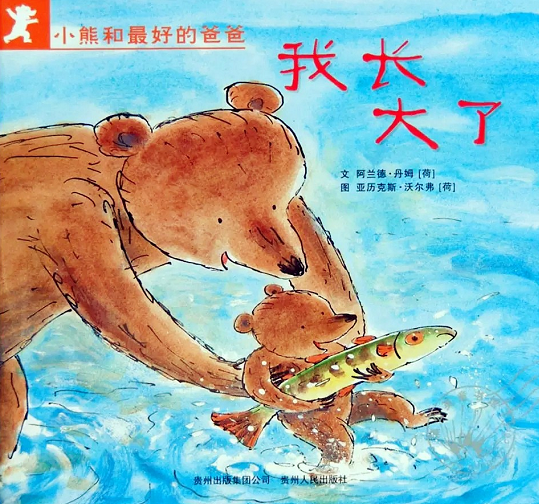 小熊和最好的爸爸
我长
大了
文 阿兰德·丹姆 [荷]
图 亚历克斯·沃尔弗 [荷]
贵州出版集团公司 贵州人民出版社